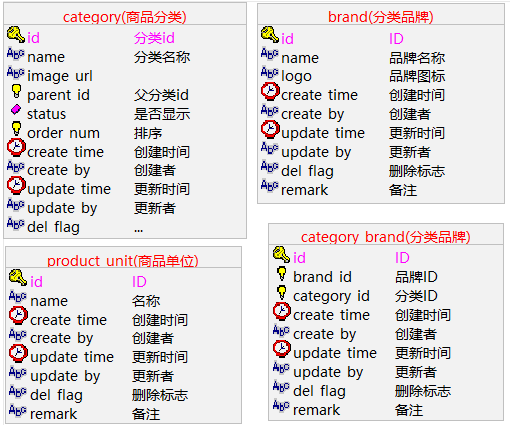 category(商品分类)
id 分类id
name 分类名称
image url
parent id 父分类id
status 是否显示
order num 排序
create time 创建时间
create by 创建者
update time 更新时间
update by 更新者
del flag ...
brand(分类品牌)
id ID
name 品牌名称
logo 品牌图标
create time 创建时间
create by 创建者
update time 更新时间
update by 更新者
del flag 删除标志
remark 备注
product unit(商品单位)
id ID
name 名称
create time 创建时间
create by 创建者
update time 更新时间
update by 更新者
del flag 删除标志
remark 备注
category brand(分类品牌)
id ID
brand id 品牌ID
category id 分类ID
create time 创建时间
create by 创建者
update time 更新时间
update by 更新者
del flag 删除标志
remark 备注